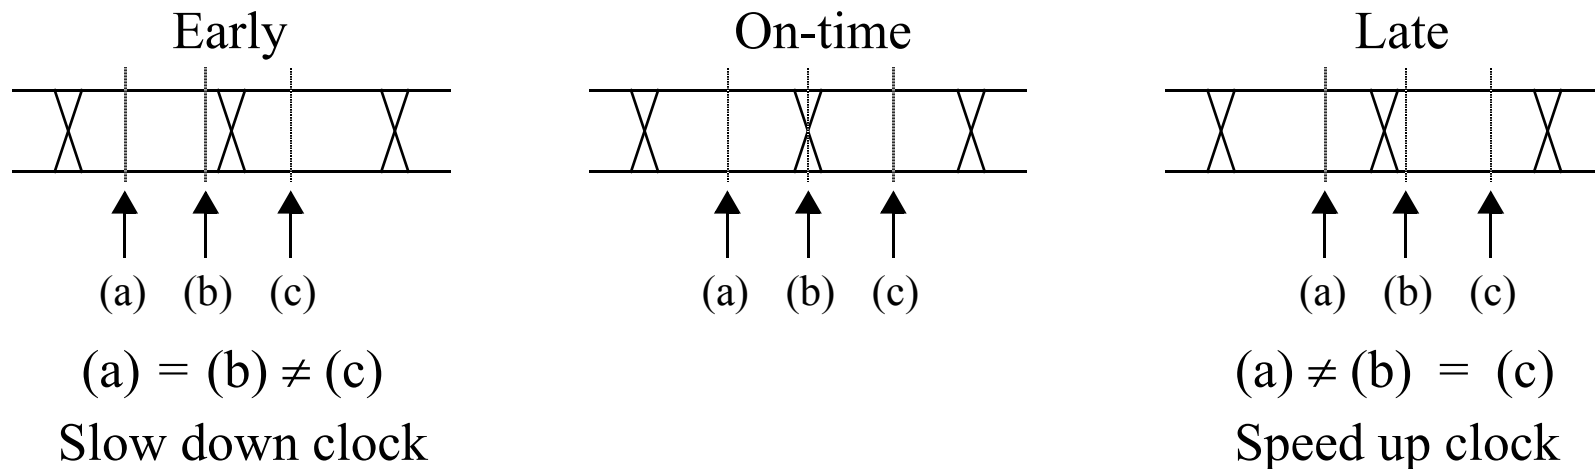 Early On-time Late
(a) (b) (c) (a) (b) (c) (a) (b) (c)
(a) = (b) ≠ (c) (a) ≠ (b) = (c)
Slow down clock Speed up clock